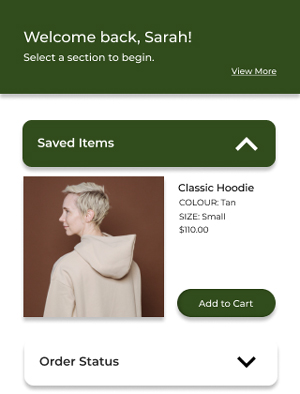 Welcome back, Sarah!
Select a section to begin.
View More
Saved Items
Classic Hoodie
COLOUR: Tan
SIZE: Small
$110.00
Add to Cart
Order Status